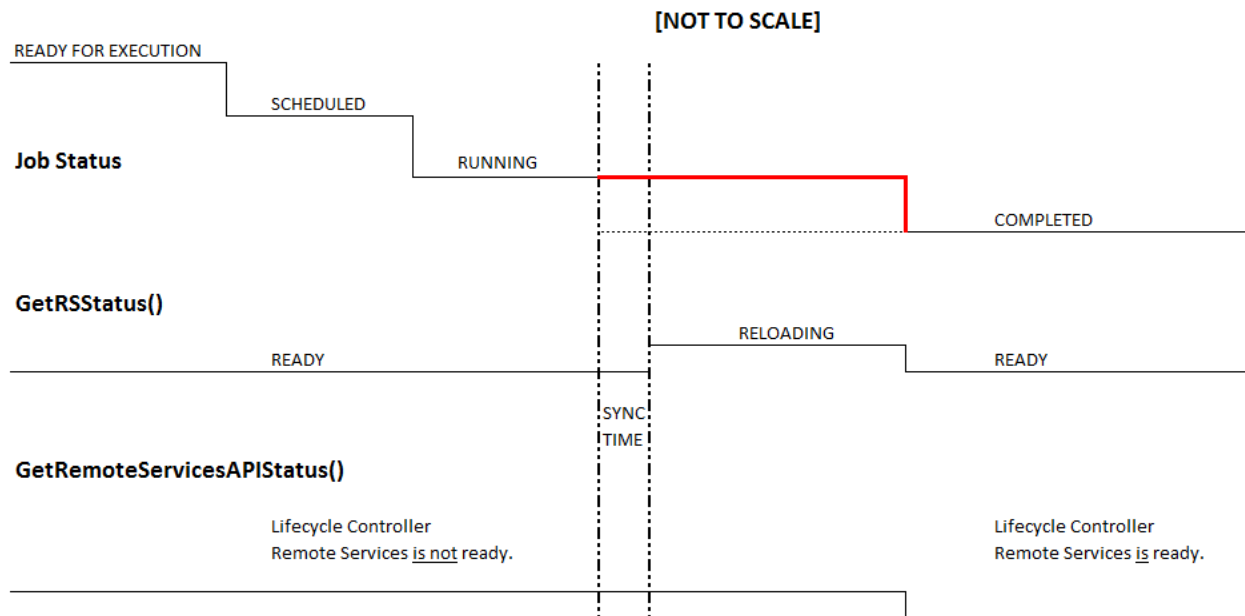 [NOT TO SCALE]
READY FOR EXECUTION
SCHEDULED
Job Status
RUNNING
COMPLETED
GetRSStatus()
RELOADING
READY
READY
SYNC
TIME
GetRemoteServicesAPIStatus()
Lifecycle Controller
Remote Services is not ready.
Lifecycle Controller
Remote Services is ready.